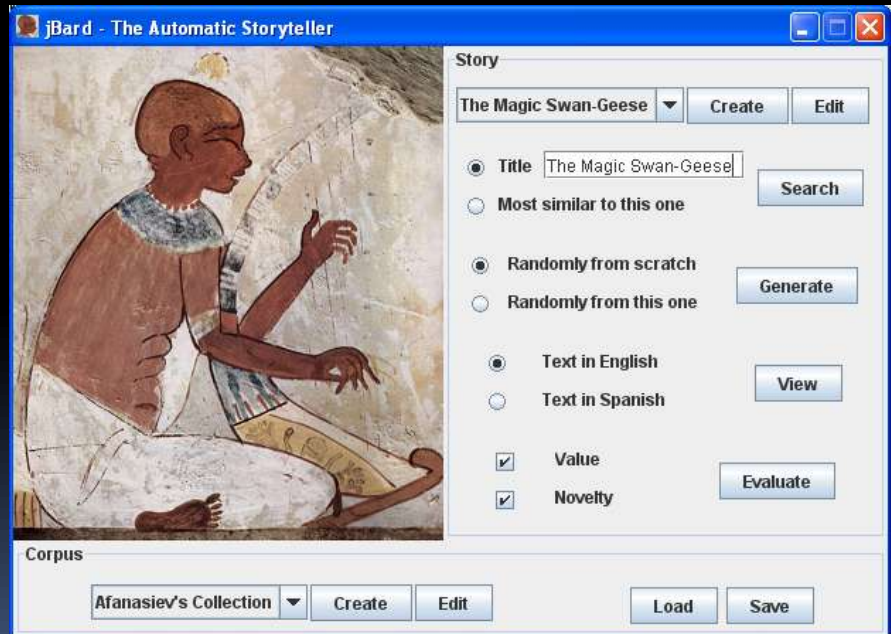 jBard - The Automatic Storyteller
Story
The Magic Swan-Geese Create Edit
Title The Magic Swan-Geese Search
Most similar to this one
Randomly from scratch
Generate
Randomly from this one
Text in English
View
Text in Spanish
Value
Evaluate
Novelty
Corpus
Afanasiev's Collection Create Edit Load Save